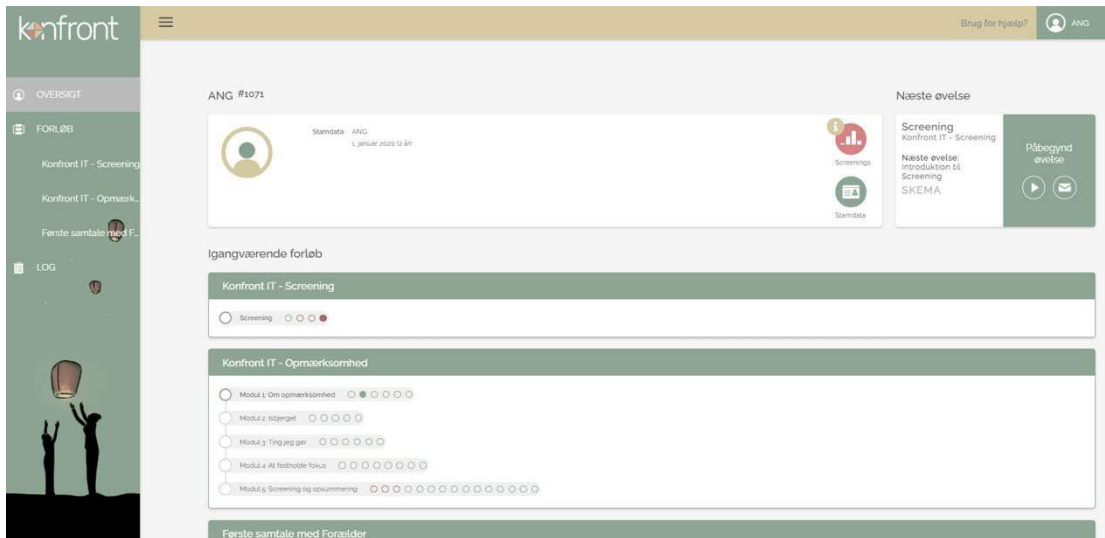 konfront
Brug for hjælp?
ANG
OVERSIGT
FORLØB
Konfront IT - Screening
Konfront IT - Opmærk...
Første samtale med F...
LOG
ANG #1071
Stamdata: ANG
1. januar 2020 (2 år)
Screenings
Stamdata
Næste øvelse
Screening
Konfront IT - Screening
Næste øvelse:
Introduktion til
Screening
SKEMA
Påbegynd
øvelse
Igangværende forløb
Konfront IT - Screening
Screening
Konfront IT - Opmærksomhed
Modul 1: Om opmærksomhed
Modul 2: Isbjerget
Modul 3: Ting jeg gør
Modul 4: At fastholde fokus
Modul 5: Screening og opsummering
Første samtale med Forælder